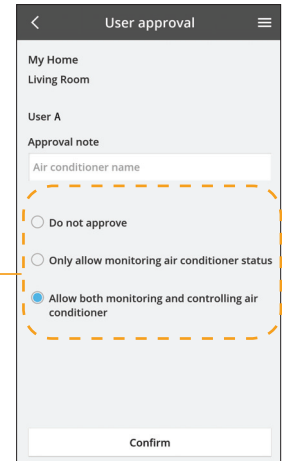 User approval
My Home
Living Room
User A
Approval note
Air conditioner name
Do not approve
Only allow monitoring air conditioner status
Allow both monitoring and controlling air
conditioner
Confirm